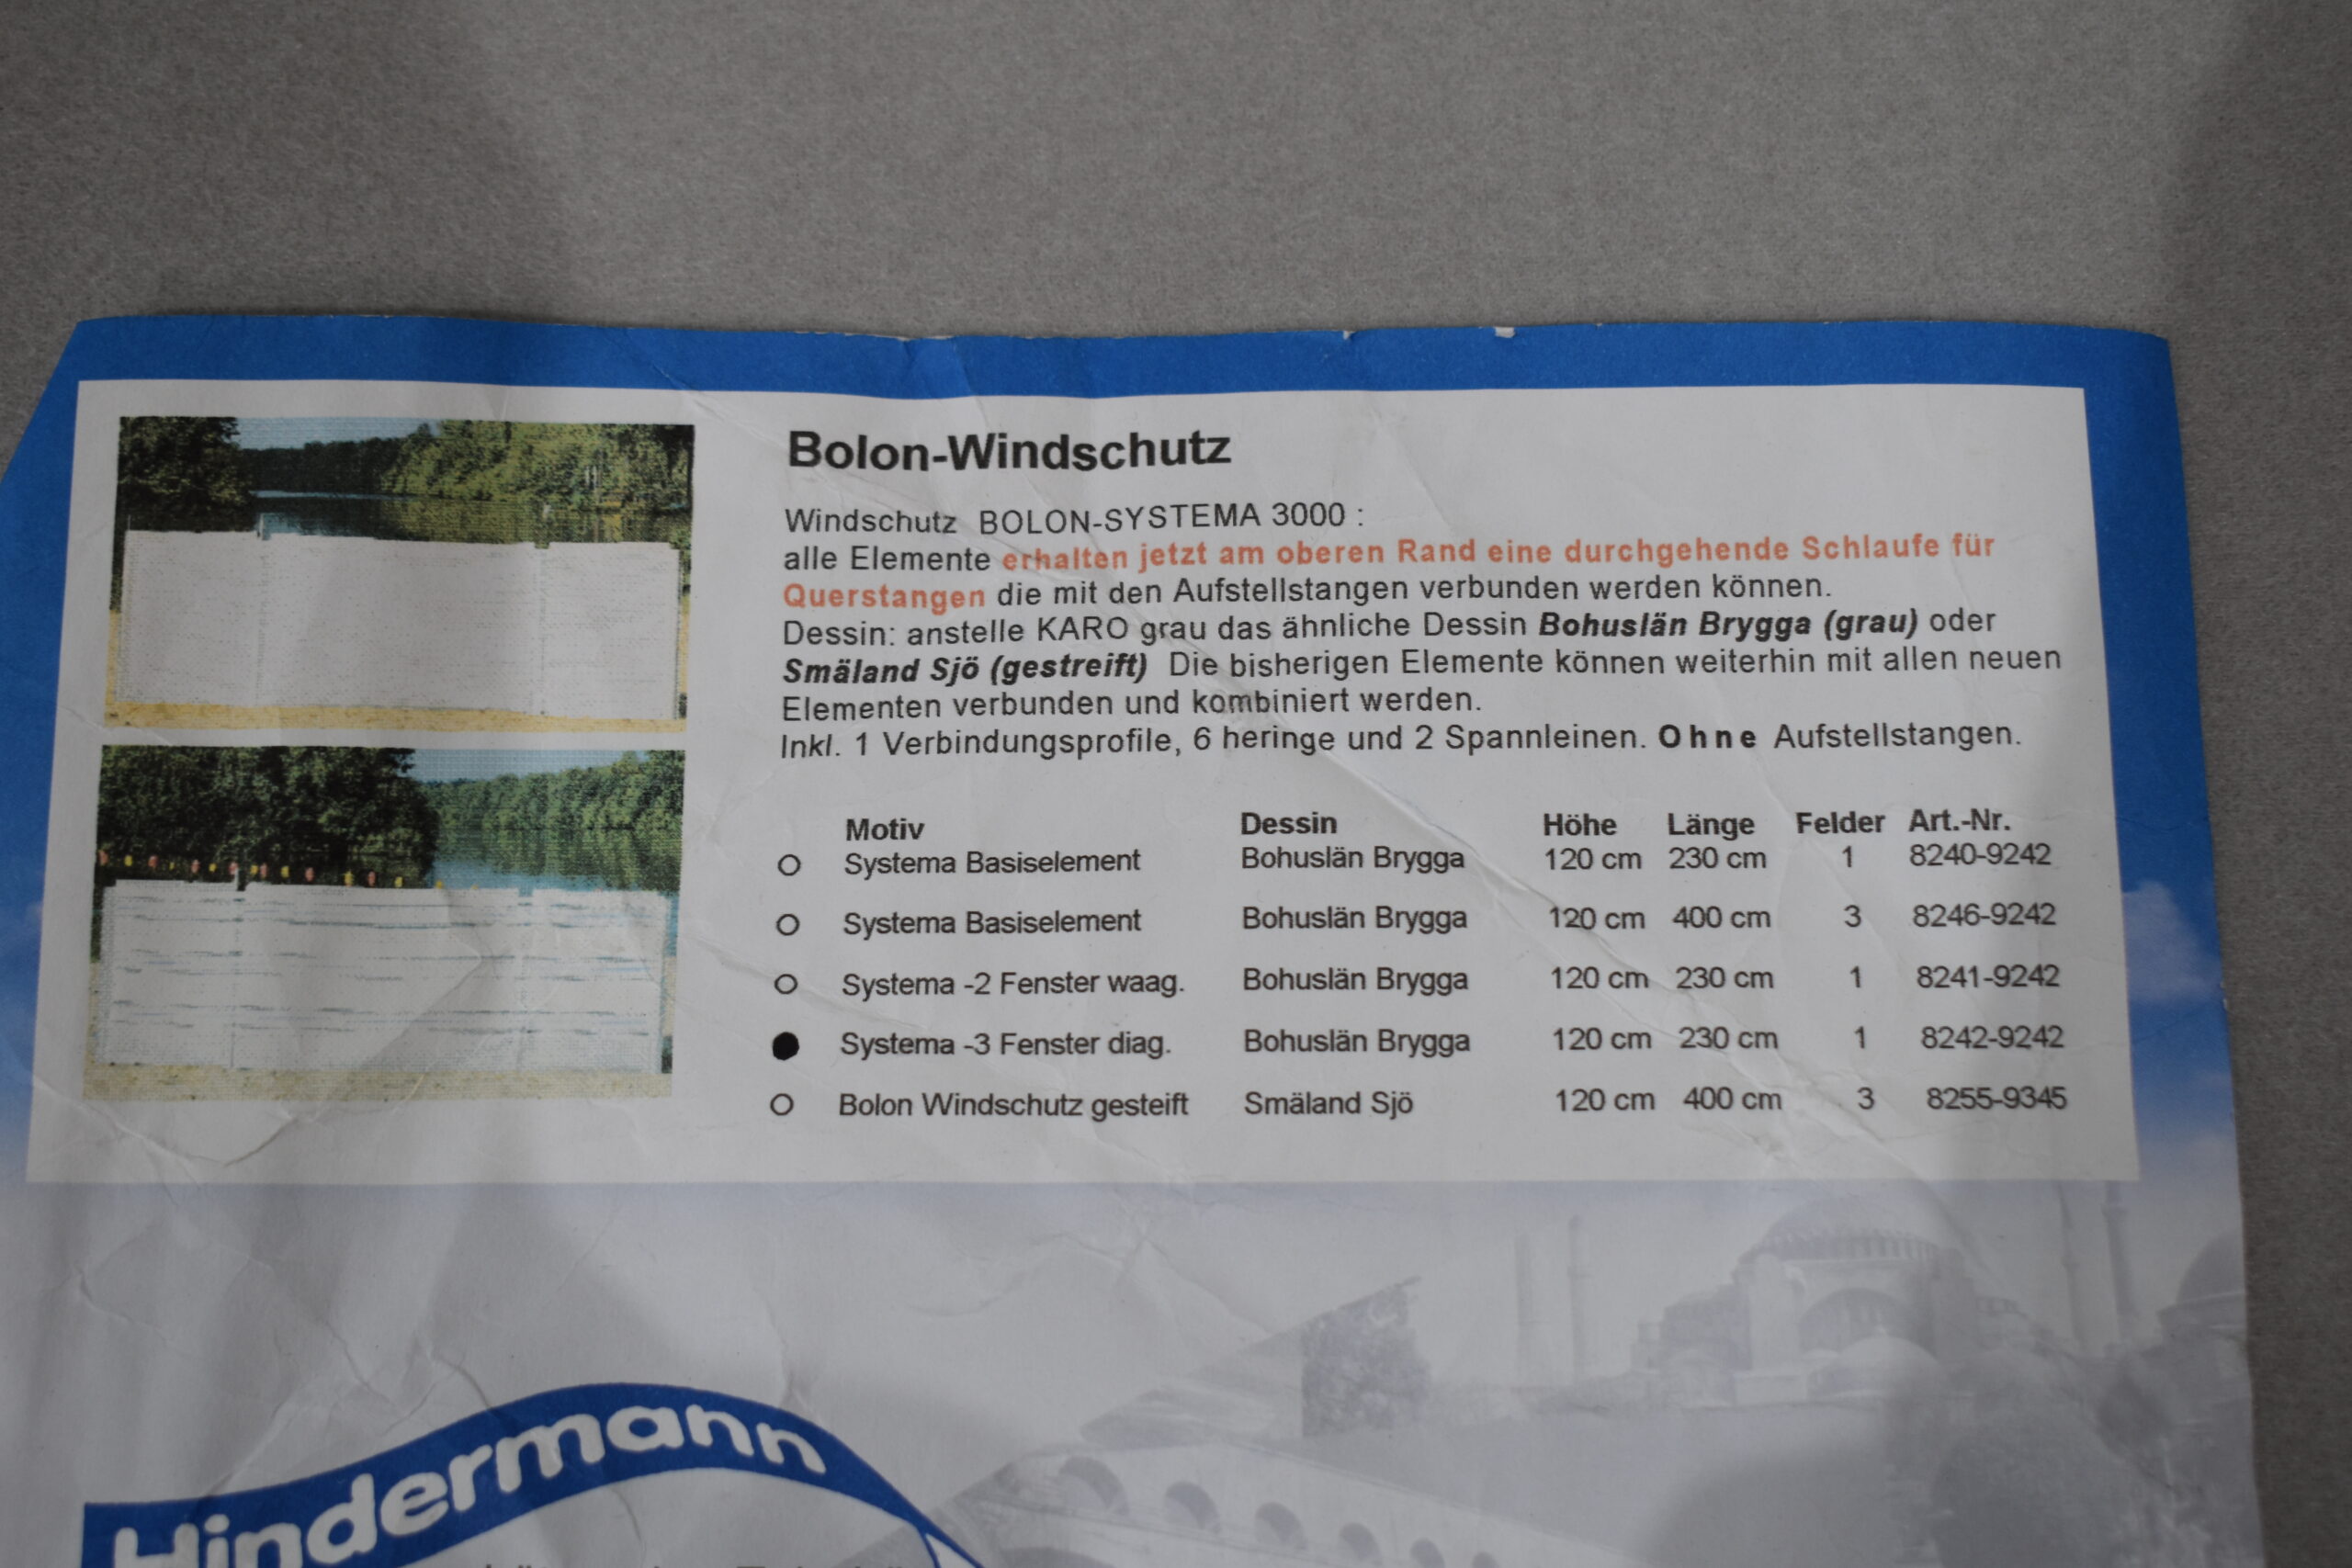 Bolon-Windschutz
Windschutz BOLON-SYSTEMA 3000 :
alle Elemente erhalten jetzt am oberen Rand eine durchgehende Schlaufe für
Querstangen die mit den Aufstellstangen verbunden werden können.
Dessin: anstelle KARO grau das ähnliche Dessin Bohuslän Brygga (grau) oder
Smäland Sjö (gestreift) Die bisherigen Elemente können weiterhin mit allen neuen
Elementen verbunden und kombiniert werden.
Inkl. 1 Verbindungsprofile, 6 heringe und 2 Spannleinen. Ohne Aufstellstangen.
Motiv Dessin Höhe Länge Felder Art.-Nr.
Systema Basiselement Bohuslän Brygga 120 cm 230 cm 1 8240-9242
Systema Basiselement Bohuslän Brygga 120 cm 400 cm 3 8246-9242
Systema -2 Fenster waag. Bohuslän Brygga 120 cm 230 cm 1 8241-9242
Systema -3 Fenster diag. Bohuslän Brygga 120 cm 230 cm 1 8242-9242
Bolon Windschutz gesteift Smäland Sjö 120 cm 400 cm 3 8255-9345
Hindermann